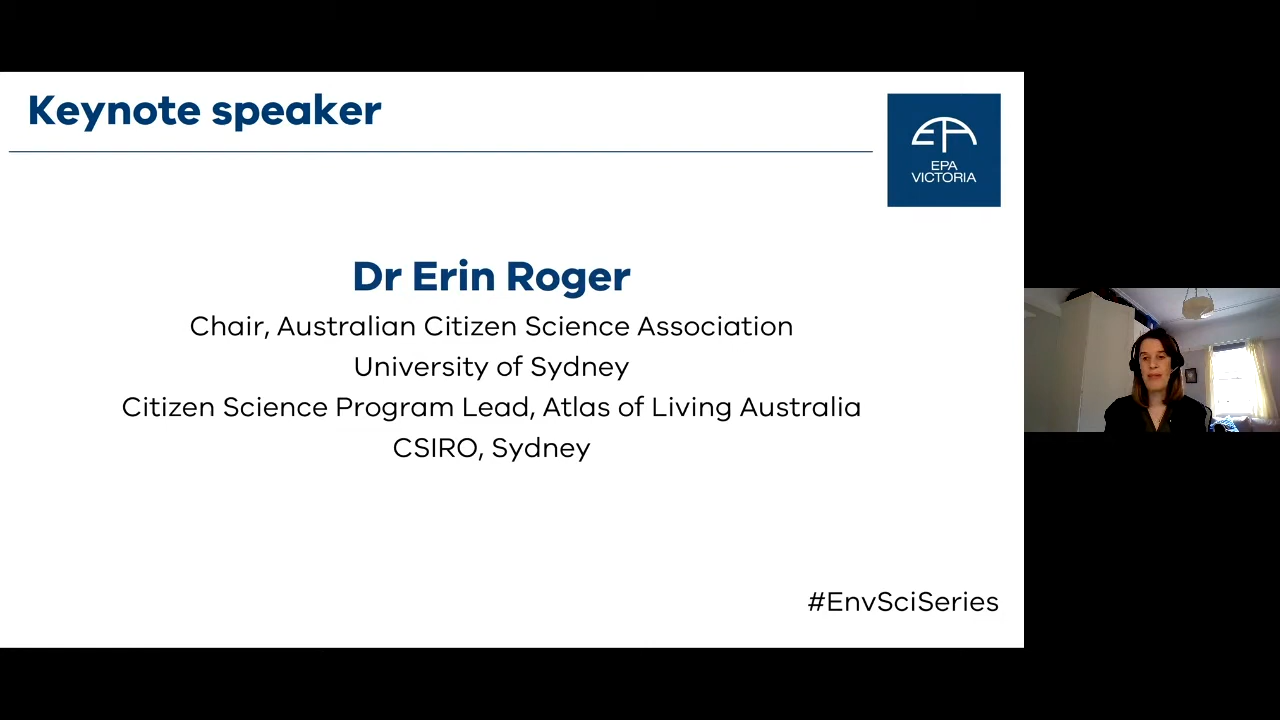 Keynote speaker
EPA
VICTORIA
Dr Erin Roger
Chair, Australian Citizen Science Association
University of Sydney
Citizen Science Program Lead, Atlas of Living Australia
CSIRO, Sydney
#EnvSciSeries